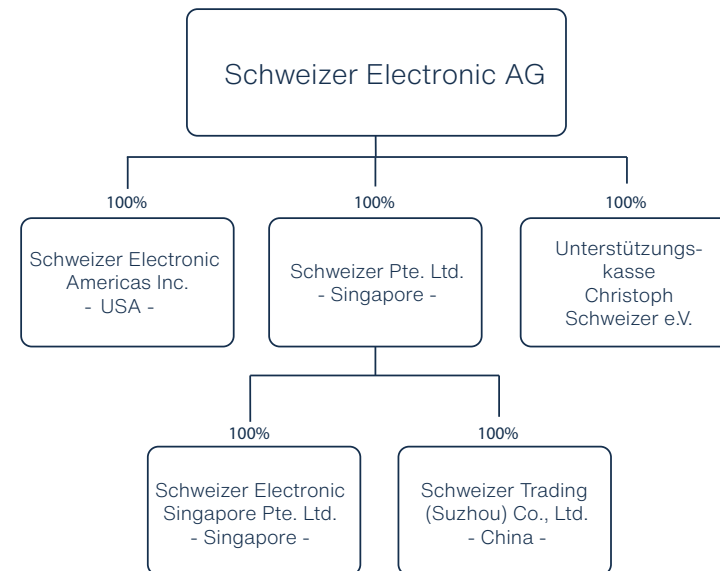 Schweizer Electronic AG
100%
100%
100%
Schweizer Electronic
Americas Inc.
- USA -
Schweizer Pte. Ltd.
- Singapore -
Unterstützungs-
kasse
Christoph
Schweizer e.V.
100%
100%
Schweizer Electronic
Singapore Pte. Ltd.
- Singapore -
Schweizer Trading
(Suzhou) Co., Ltd.
- China -